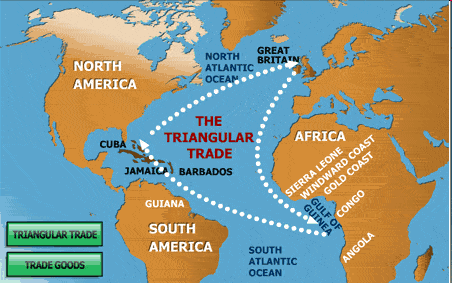 NORTH
AMERICA
NORTH
ATLANTIC
OCEAN
GREAT
BRITAIN
THE
TRIANGULAR
TRADE
CUBA
JAMAICA
BARBADOS
AFRICA
SIERRA LEONE
WINDWARD COAST
GOLD COAST
GULF OF
GUINEA
CONGO
ANGOLA
GUIANA
SOUTH
AMERICA
SOUTH
ATLANTIC
OCEAN
TRIANGULAR TRADE
TRADE GOODS